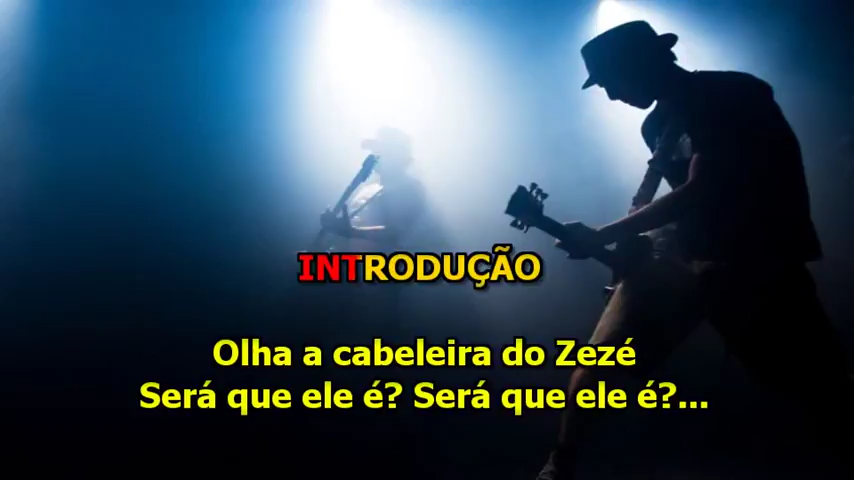 INTRODUÇÃO
Olha a cabeleira do Zezé
Será que ele é? Será que ele é?...